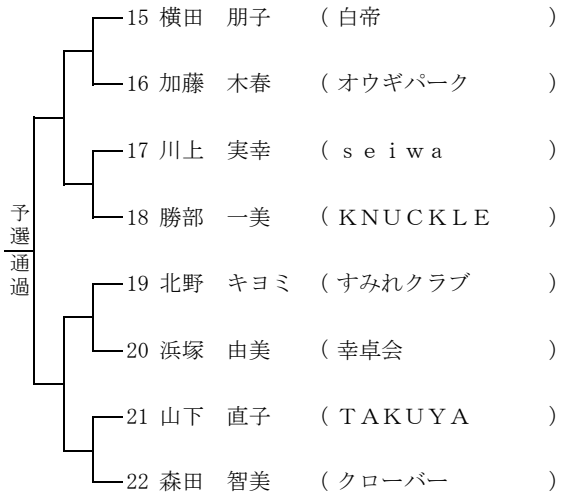 15 横田　朋子　（ 白帝　）
16 加藤　木春　（ オウギパーク　）
17 川上　実幸　（ ｓｅｉｗａ　）
18 勝部　一美　（ ＫＮＵＣＫＬＥ　）
予選通過
19 北野　キヨミ　（ すみれクラブ　）
20 浜塚　由美　（ 幸卓会　）
21 山下　直子　（ ＴＡＫＵＹＡ　）
22 森田　智美　（ クローバー　）